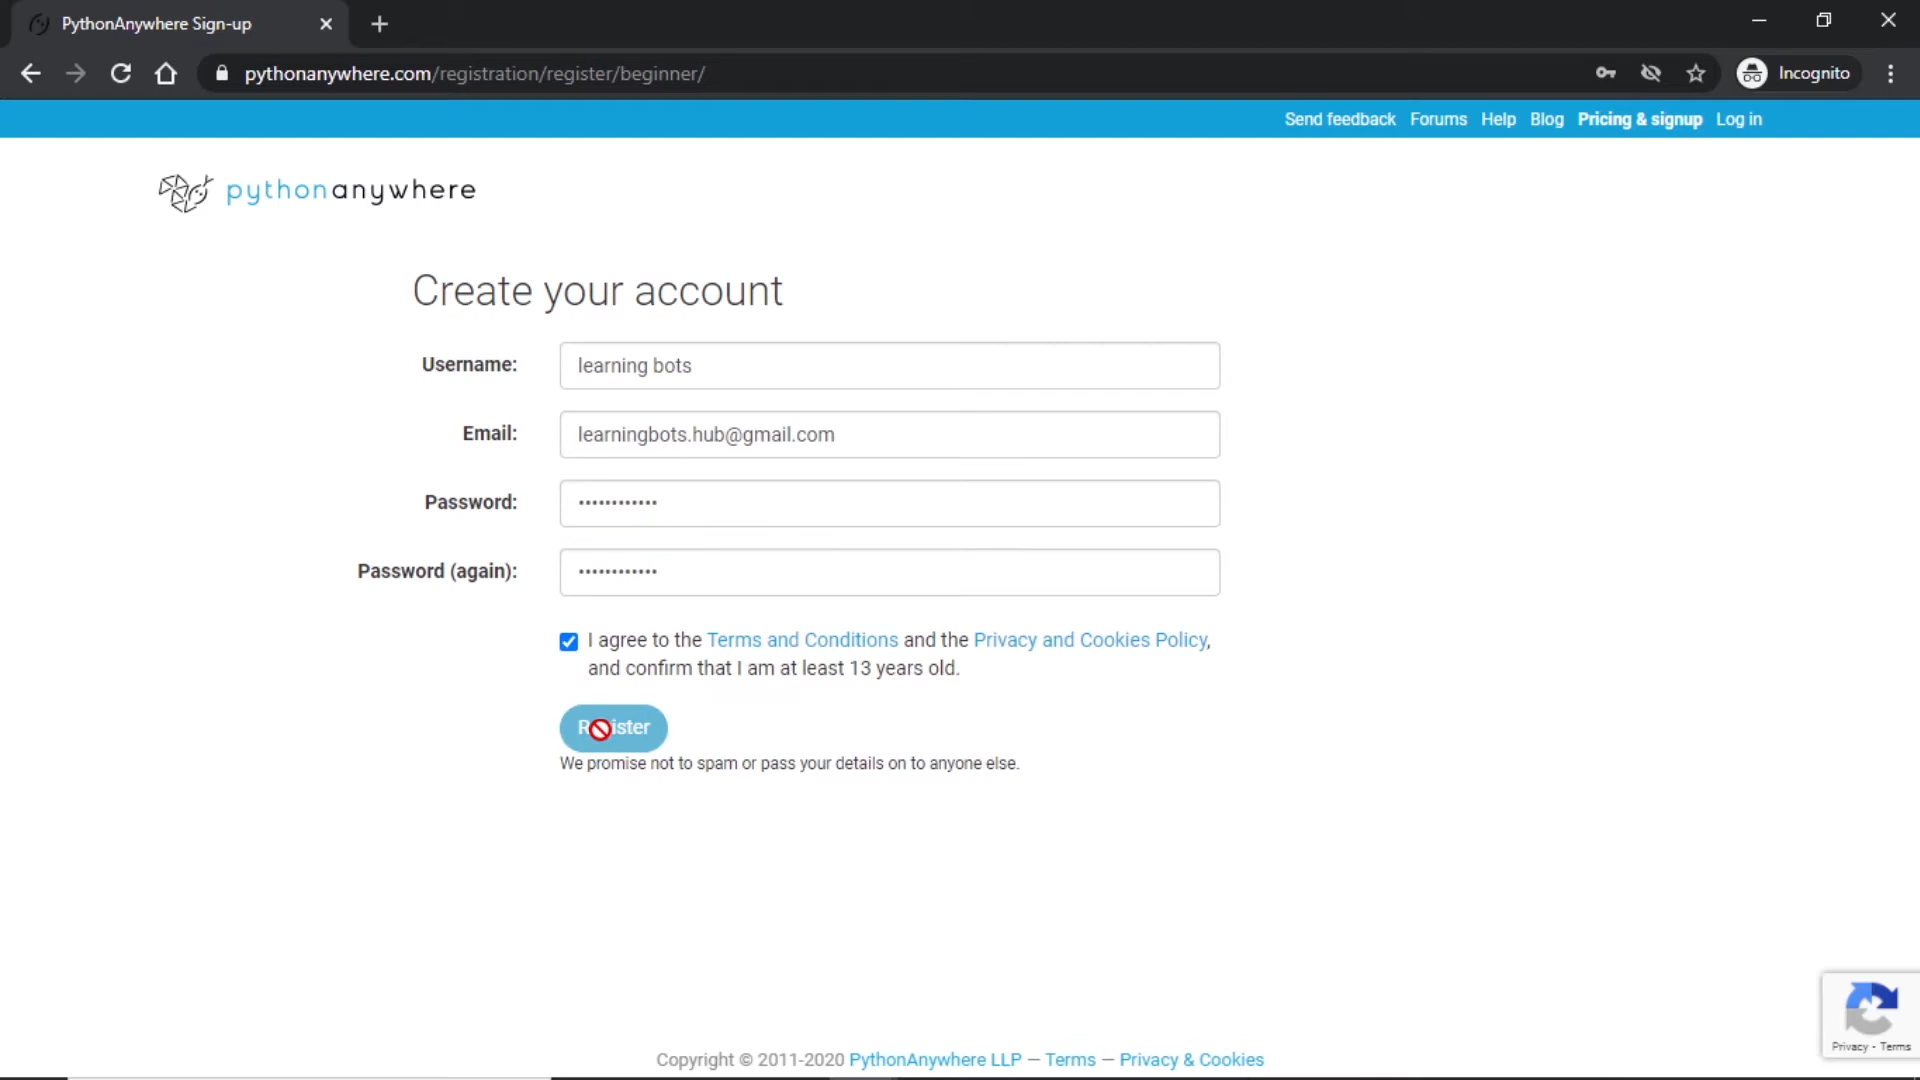 PythonAnywhere Sign-up
pythonanywhere.com/registration/register/beginner/
Incognito
Send feedback Forums Help Blog Pricing & signup Log in
pythonanywhere
Create your account
Username: learning bots
Email: learningbots.hub@gmail.com
Password: ••••••••••••
Password (again): ••••••••••••
I agree to the Terms and Conditions and the Privacy and Cookies Policy,
and confirm that I am at least 13 years old.
Register
We promise not to spam or pass your details on to anyone else.
Privacy - Terms
Copyright © 2011-2020 PythonAnywhere LLP — Terms — Privacy & Cookies